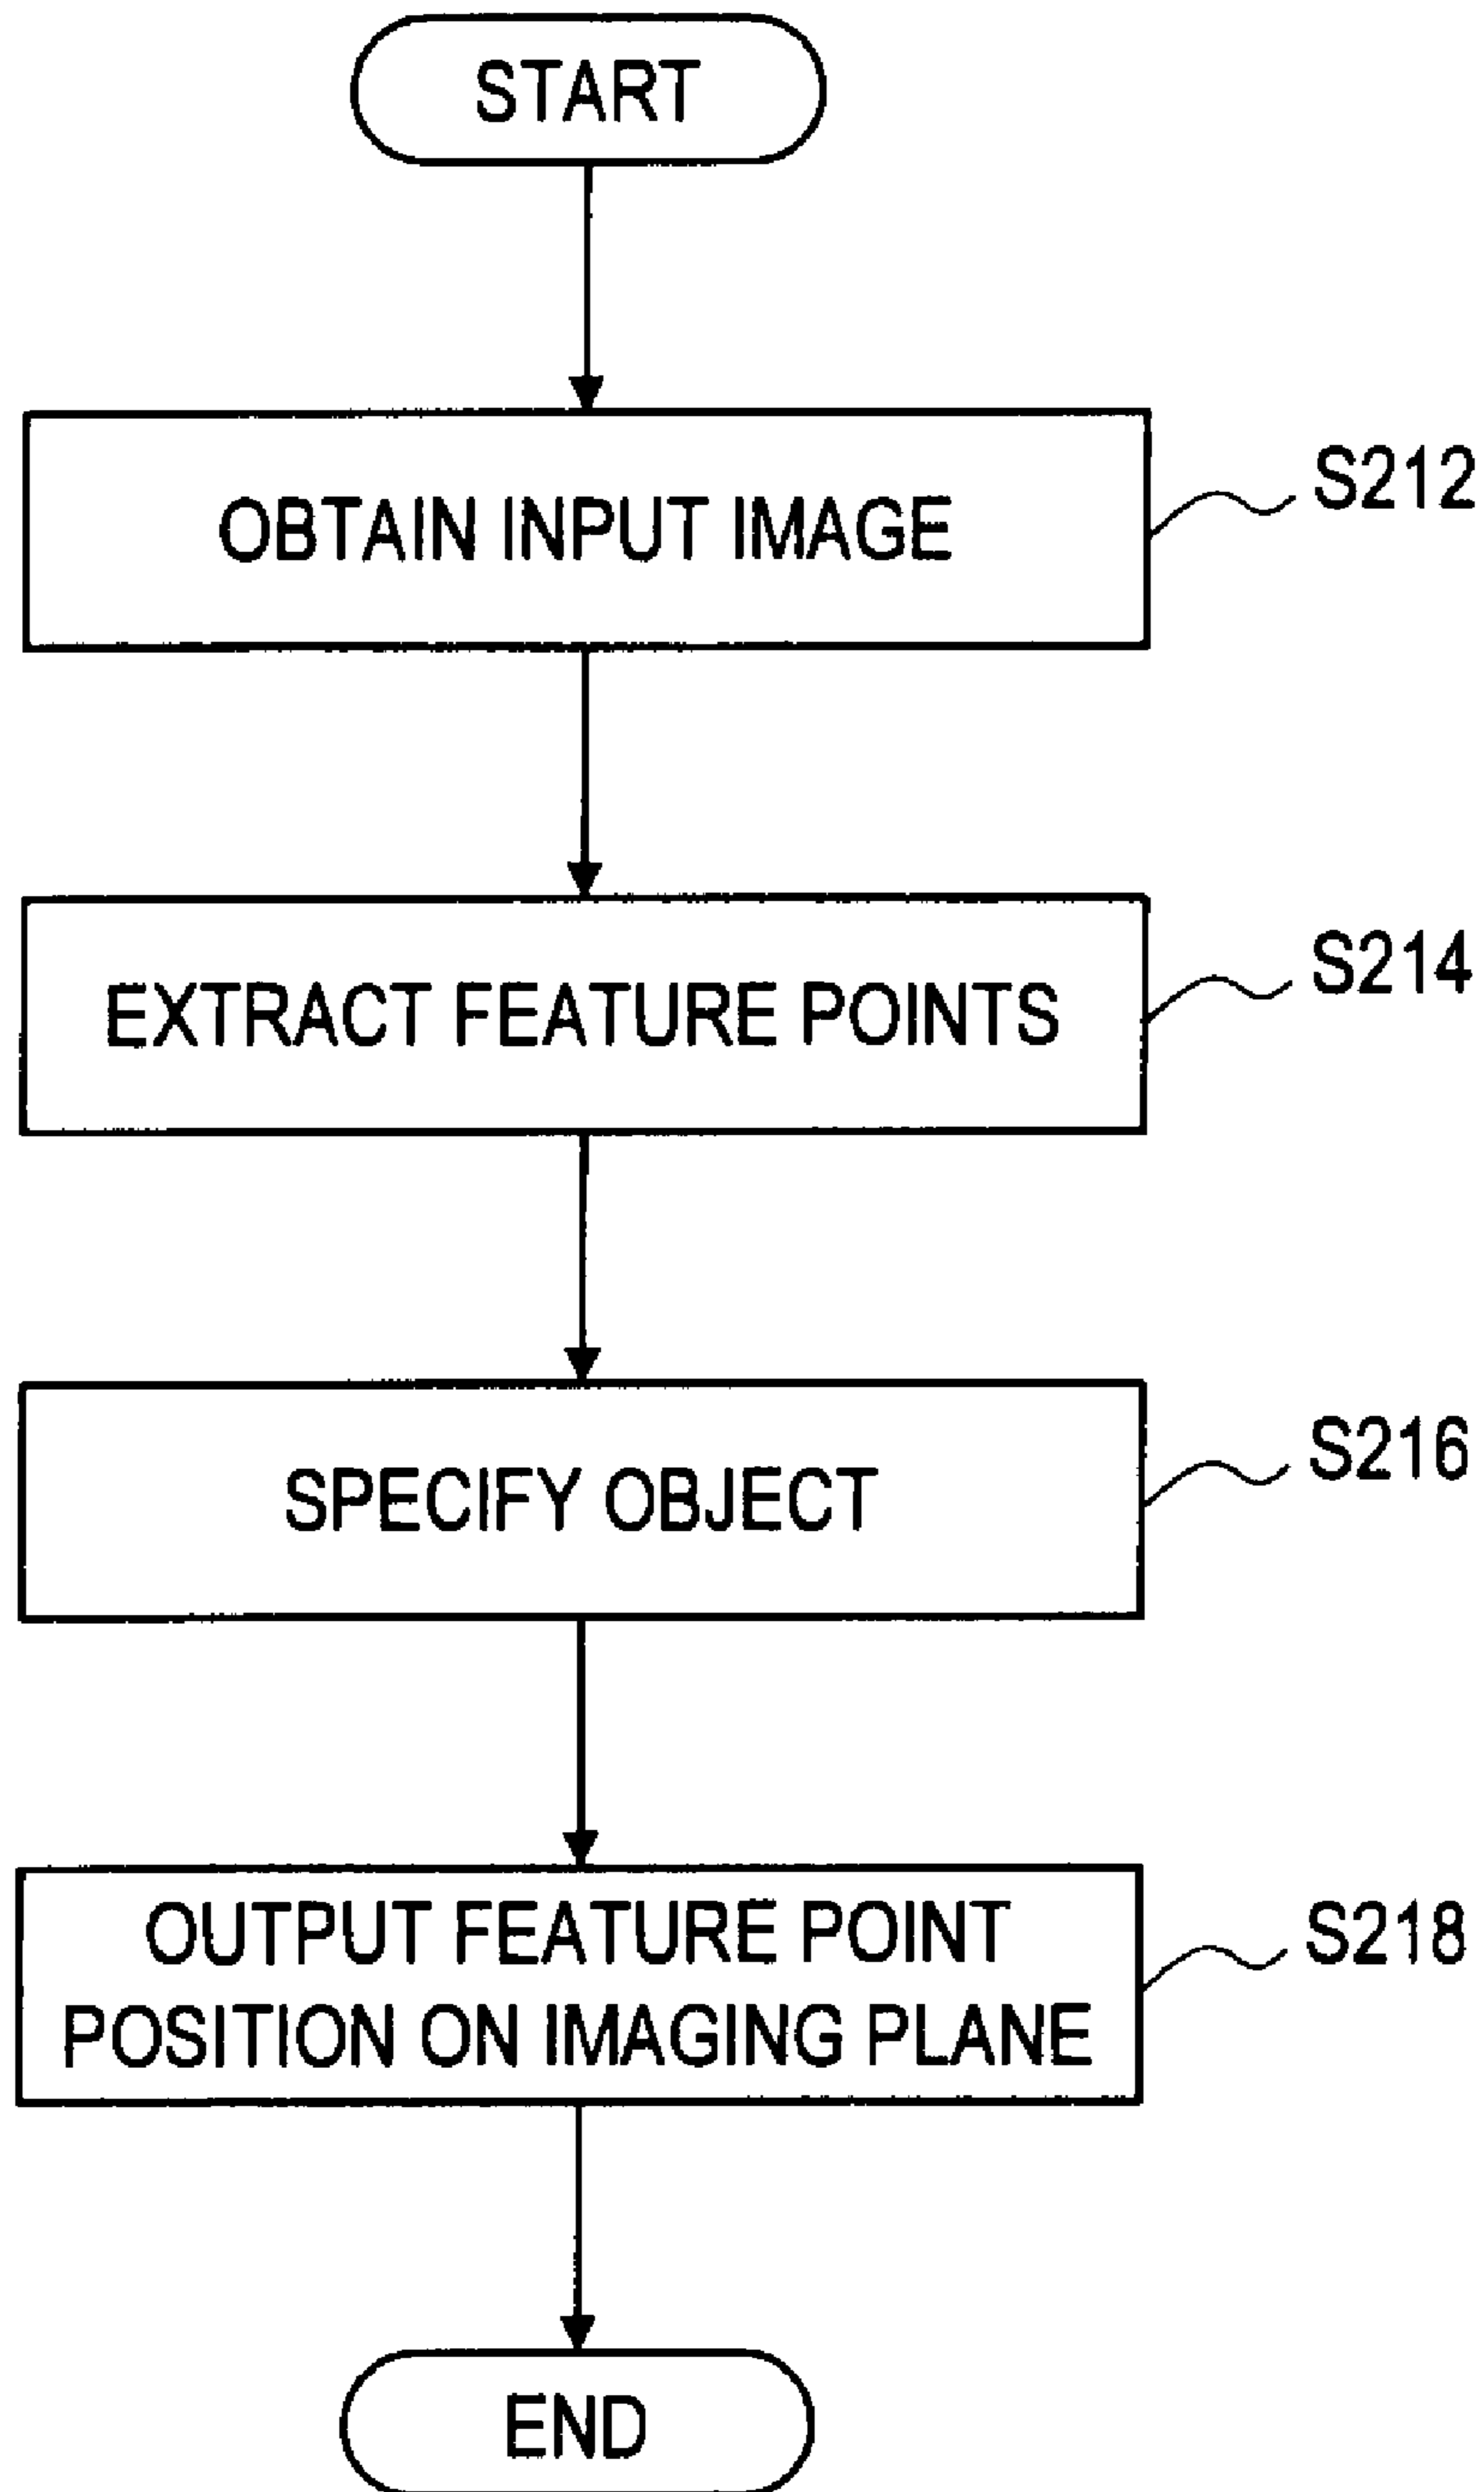 START
OBTAIN INPUT IMAGE
S212
EXTRACT FEATURE POINTS
S214
SPECIFY OBJECT
S216
OUTPUT FEATURE POINT
POSITION ON IMAGING PLANE
S218
END